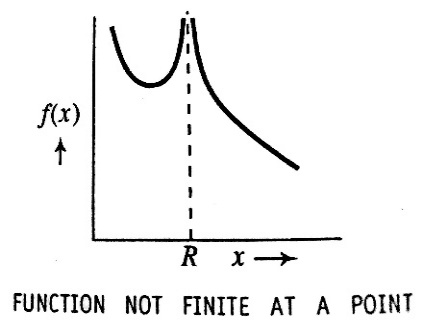 f(x)
↑
R x →
FUNCTION NOT FINITE AT A POINT